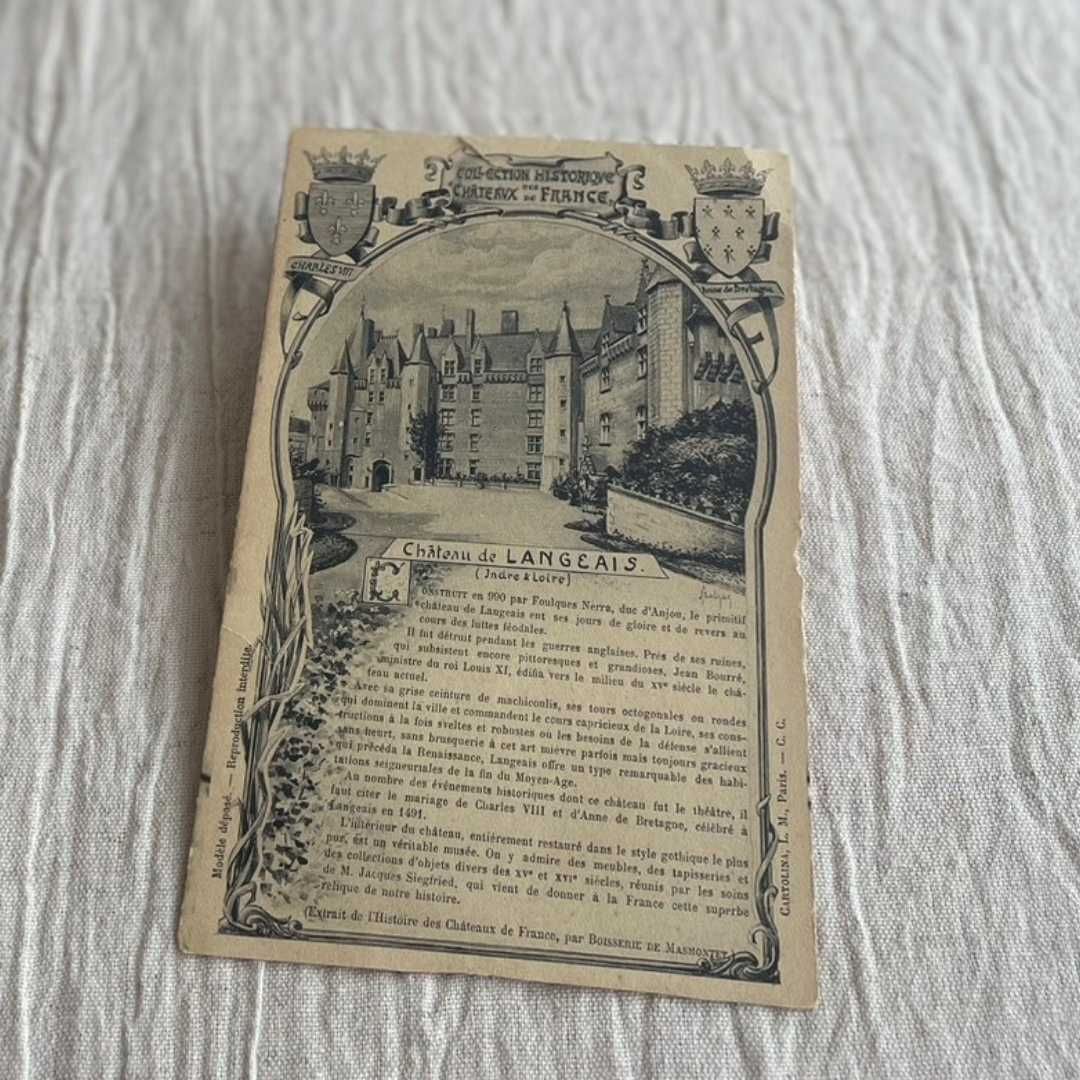 COLLECTION HISTORIQUE
DES
CHÂTEAUX DE FRANCE.
CHARLES VIII
Anne de Bretagne
Château de LANGEAIS.
(Indre & Loire)
CONSTRUIT en 990 par Foulques Nerra, duc d'Anjou, le primitif
château de Langeais eut ses jours de gloire et de revers au
cours des luttes féodales.
Il fut détruit pendant les guerres anglaises. Près de ses ruines,
qui subsistent encore pittoresques et grandioses, Jean Bourré,
ministre du roi Louis XI, édifia vers le milieu du XVe siècle le châ-
teau actuel.
Avec sa grise ceinture de machicoulis, ses tours octogonales ou rondes
qui dominent la ville et commandent le cours capricieux de la Loire, ses cons-
tructions à la fois sveltes et robustes où les besoins de la défense s'allient
sans heurt, sans brusquerie à cet art mièvre parfois mais toujours gracieux
qui précéda la Renaissance, Langeais offre un type remarquable des habi-
tations seigneuriales de la fin du Moyen-Age.
Au nombre des événements historiques dont ce château fut le théâtre, il
faut citer le mariage de Charles VIII et d'Anne de Bretagne, célébré à
Langeais en 1491.
L'intérieur du château, entièrement restauré dans le style gothique le plus
pur, est un véritable musée. On y admire des meubles, des tapisseries et
des collections d'objets divers des XVe et XVIe siècles, réunis par les soins
de M. Jacques Siegfried, qui vient de donner à la France cette superbe
relique de notre histoire.
(Extrait de l'Histoire des Châteaux de France, par BOISSERIE DE MASMONTET.)
Modèle déposé. Reproduction interdite.
CARTOLINA, L. M., Paris. — C. C.